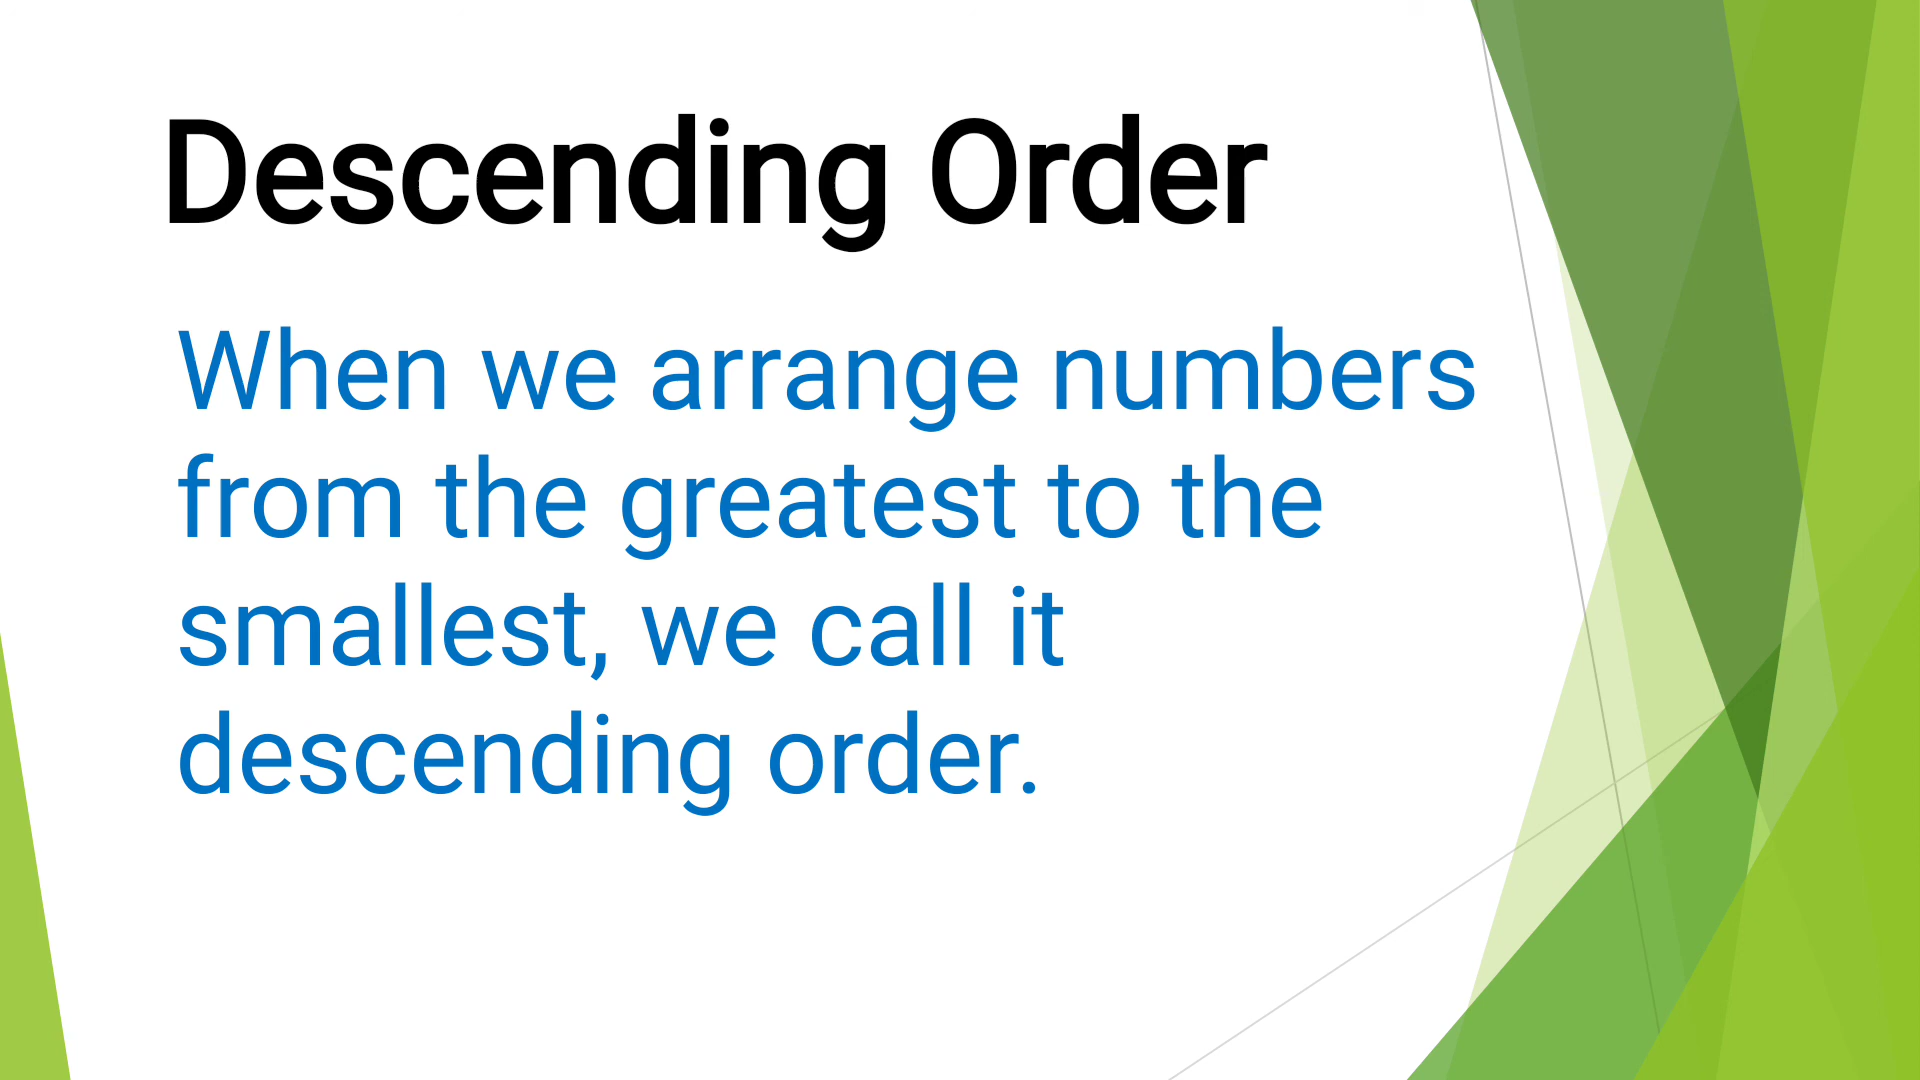 Descending Order
When we arrange numbers
from the greatest to the
smallest, we call it
descending order.